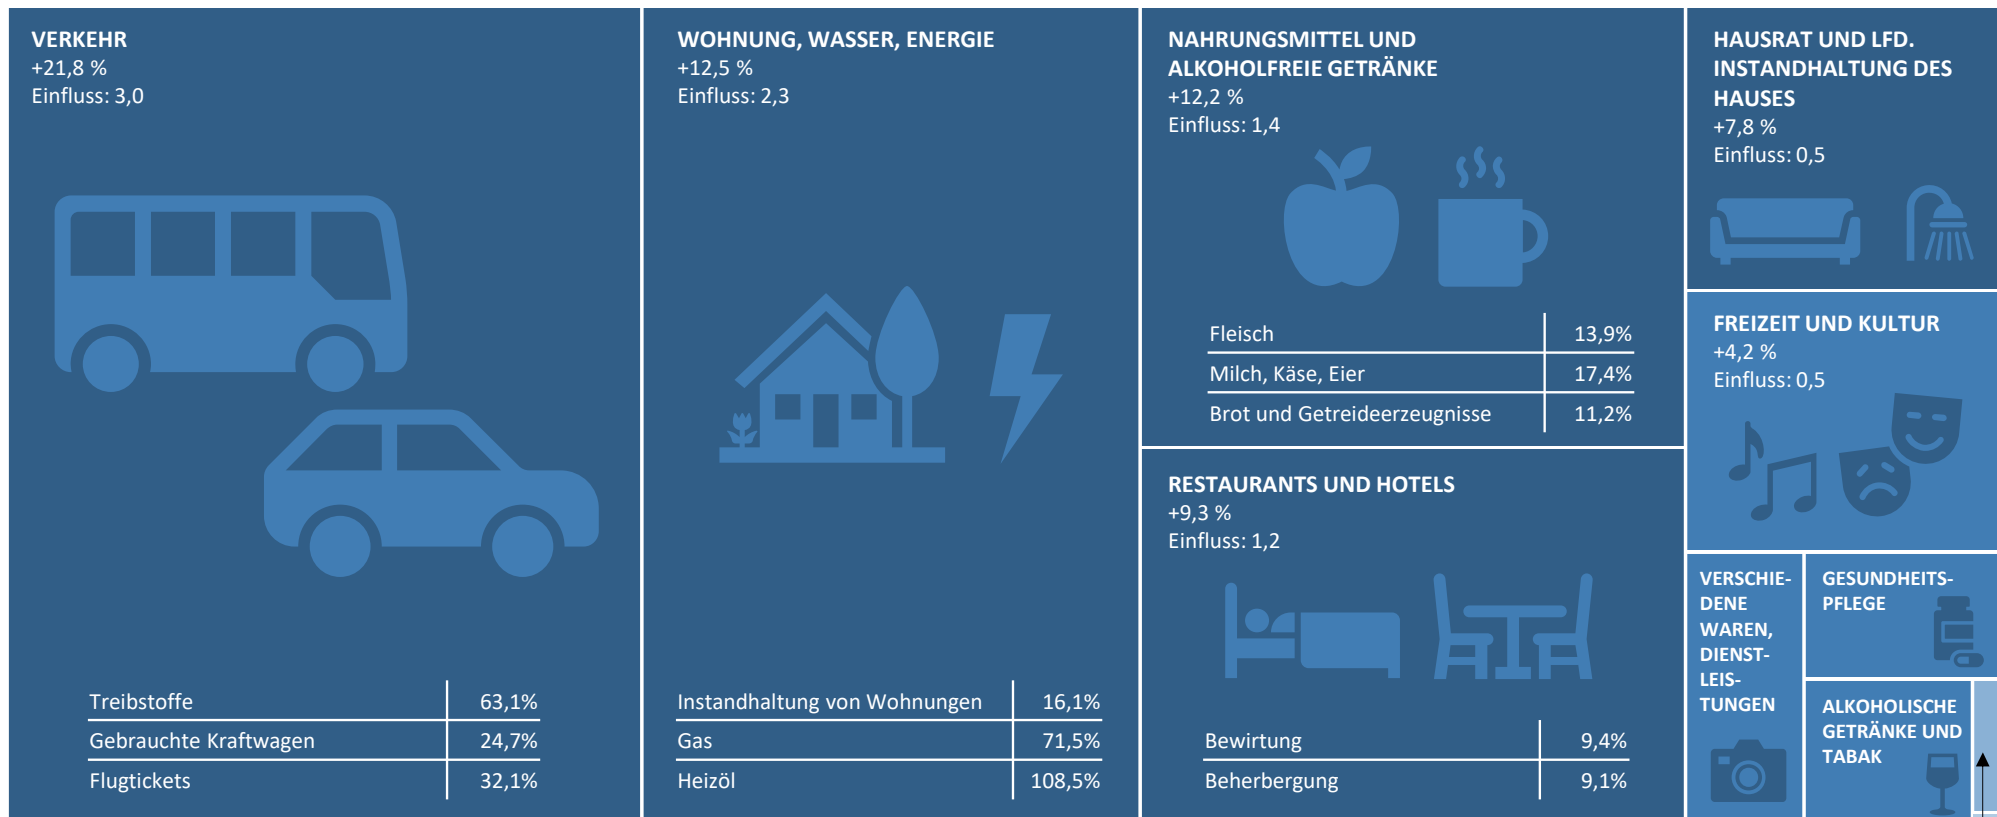 VERKEHR
+21,8 %
Einfluss: 3,0
Treibstoffe 63,1%
Gebrauchte Kraftwagen 24,7%
Flugtickets 32,1%
WOHNUNG, WASSER, ENERGIE
+12,5 %
Einfluss: 2,3
Instandhaltung von Wohnungen 16,1%
Gas 71,5%
Heizöl 108,5%
NAHRUNGSMITTEL UND
ALKOHOLFREIE GETRÄNKE
+12,2 %
Einfluss: 1,4
Fleisch 13,9%
Milch, Käse, Eier 17,4%
Brot und Getreideerzeugnisse 11,2%
RESTAURANTS UND HOTELS
+9,3 %
Einfluss: 1,2
Bewirtung 9,4%
Beherbergung 9,1%
HAUSRAT UND LFD.
INSTANDHALTUNG DES
HAUSES
+7,8 %
Einfluss: 0,5
FREIZEIT UND KULTUR
+4,2 %
Einfluss: 0,5
VERSCHIE-
DENE
WAREN,
DIENST-
LEIS-
TUNGEN
GESUNDHEITS-
PFLEGE
ALKOHOLISCHE
GETRÄNKE UND
TABAK